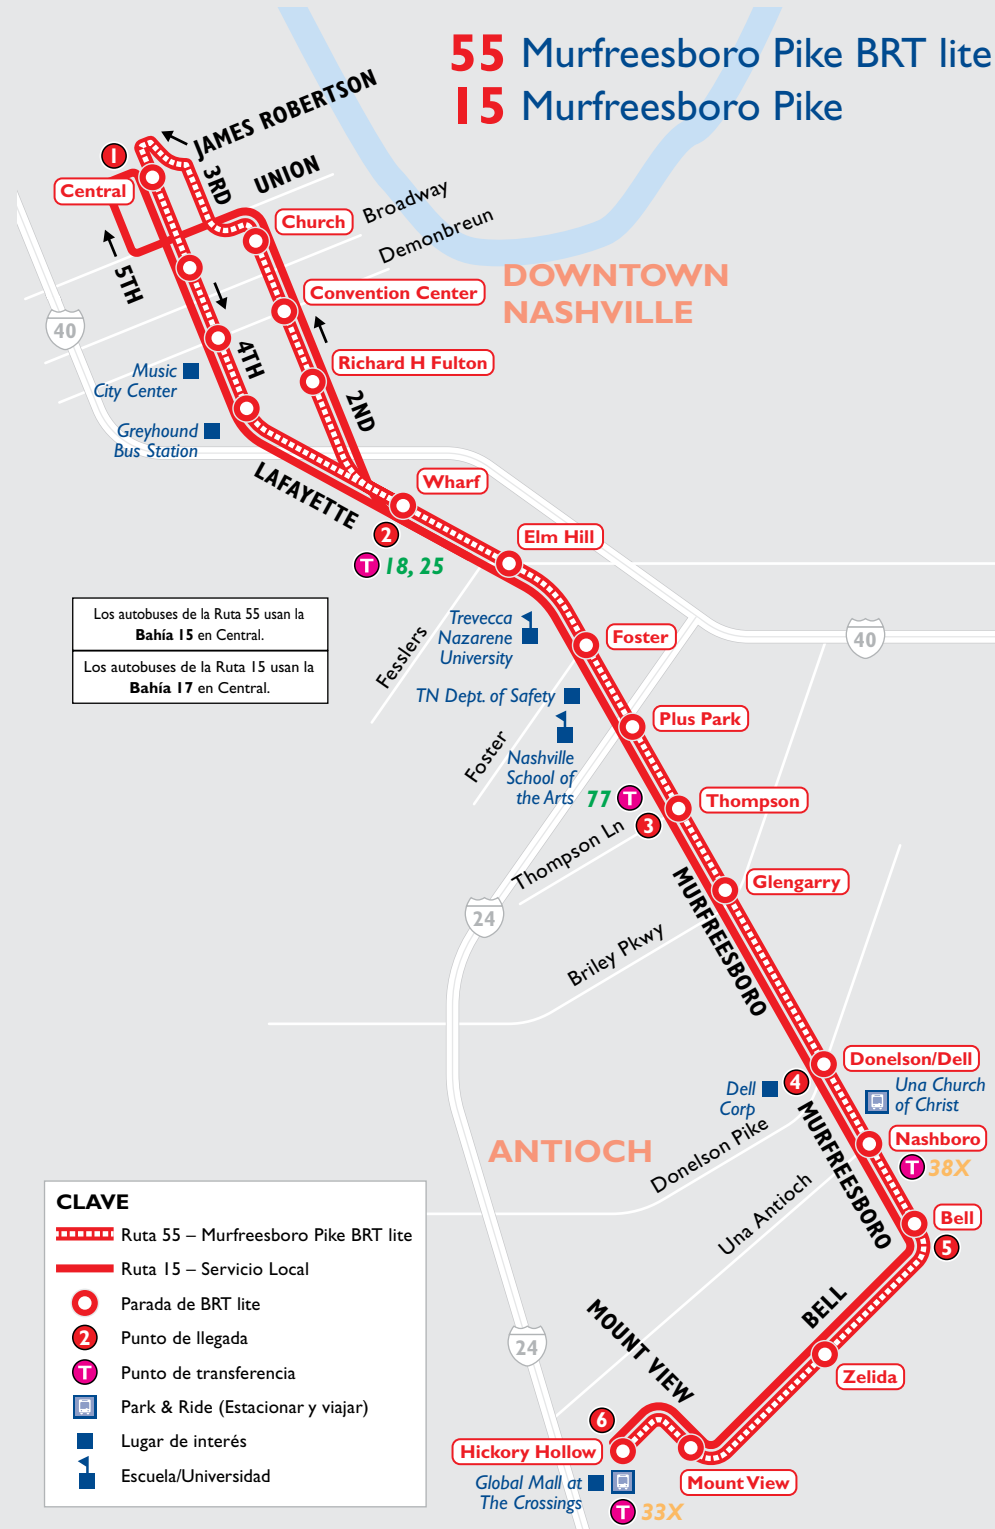 55 Murfreesboro Pike BRT lite
15 Murfreesboro Pike
JAMES ROBERTSON
1
3RD
UNION
Central
Church
Broadway
Demonbreun
5TH
DOWNTOWN
NASHVILLE
Convention Center
40
4TH
Richard H Fulton
Music
City Center
2ND
Greyhound
Bus Station
LAFAYETTE
Wharf
2
Elm Hill
T 18, 25
Los autobuses de la Ruta 55 usan la
Bahía 15 en Central.
Los autobuses de la Ruta 15 usan la
Bahía 17 en Central.
Fesslers
Trevecca
Nazarene
University
Foster
40
TN Dept. of Safety
Plus Park
Foster
Nashville
School of
the Arts
77 T
Thompson
3
Thompson Ln
Glengarry
24
MURFREESBORO
Briley Pkwy
Donelson/Dell
4
Dell
Corp
Una Church
of Christ
MURFREESBORO
Nashboro
T 38X
ANTIOCH
Donelson Pike
Una Antioch
Bell
5
CLAVE
Ruta 55 – Murfreesboro Pike BRT lite
Ruta 15 – Servicio Local
Parada de BRT lite
2 Punto de llegada
T Punto de transferencia
Park & Ride (Estacionar y viajar)
Lugar de interés
Escuela/Universidad
BELL
MOUNT VIEW
24
Zelida
6
Hickory Hollow
Mount View
Global Mall at
The Crossings
T 33X